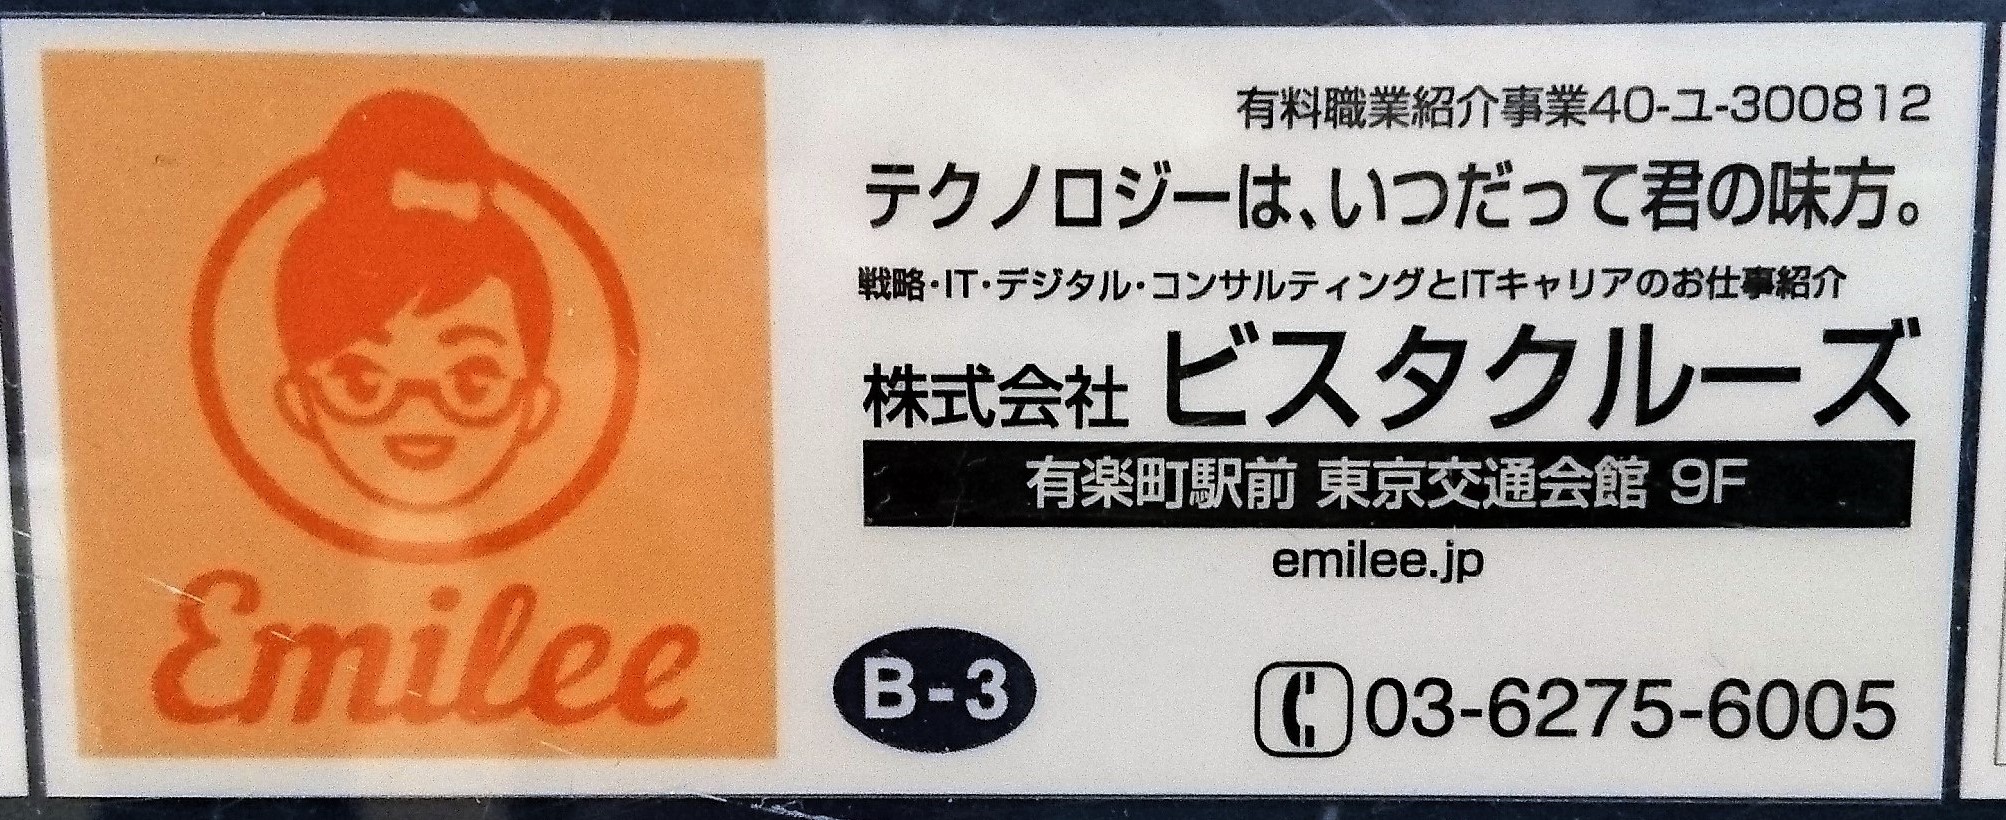 Emilee
有料職業紹介事業40-ユ-300812
テクノロジーは、いつだって君の味方。
戦略・IT・デジタル・コンサルティングとITキャリアのお仕事紹介
株式会社 ビスタクルーズ
有楽町駅前 東京交通会館 9F
emilee.jp
B-3
03-6275-6005